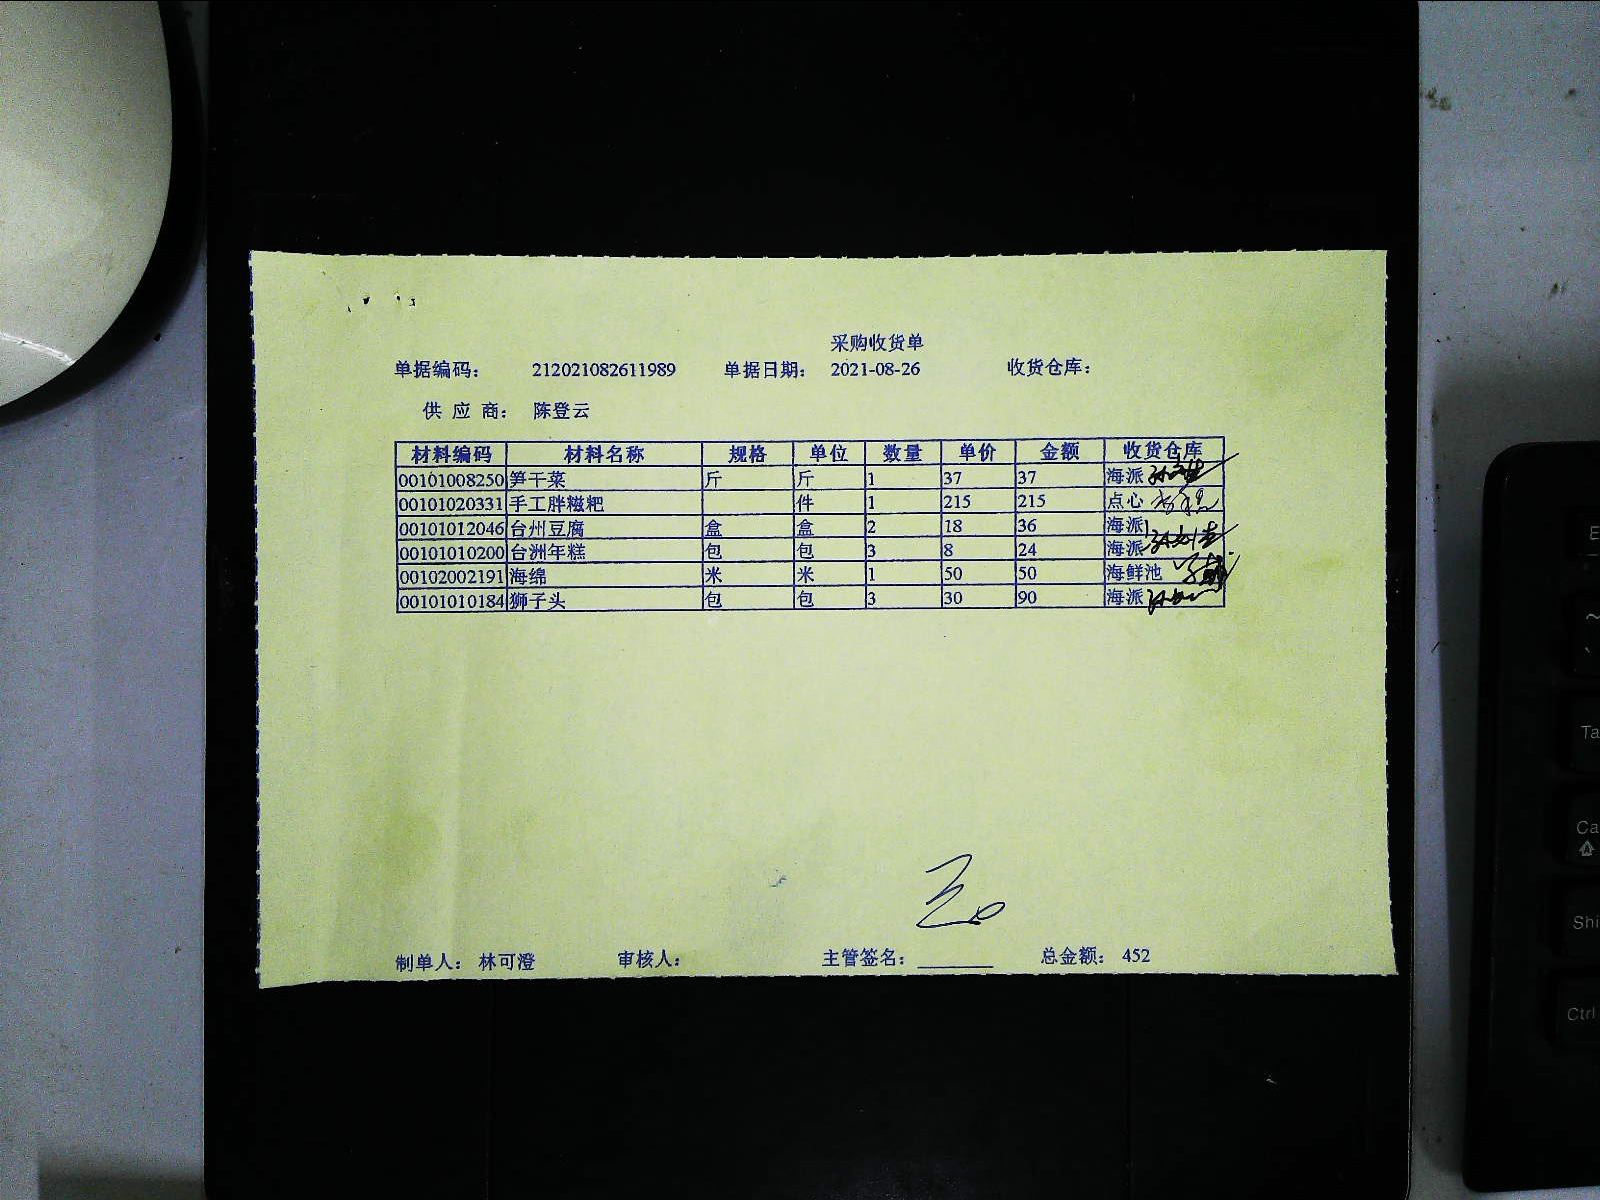 采购收货单
单据编码： 212021082611989 单据日期： 2021-08-26 收货仓库：
供 应 商： 陈登云
材料编码 材料名称 规格 单位 数量 单价 金额 收货仓库
00101008250 笋干菜 斤 斤 1 37 37 海派
00101020331 手工胖糍粑 件 1 215 215 点心
00101012046 台州豆腐 盒 盒 2 18 36 海派
00101010200 台洲年糕 包 包 3 8 24 海派
00102002191 海绵 米 米 1 50 50 海鲜池
00101010184 狮子头 包 包 3 30 90 海派
制单人： 林可澄 审核人： 主管签名： 总金额： 452
~
Ctrl